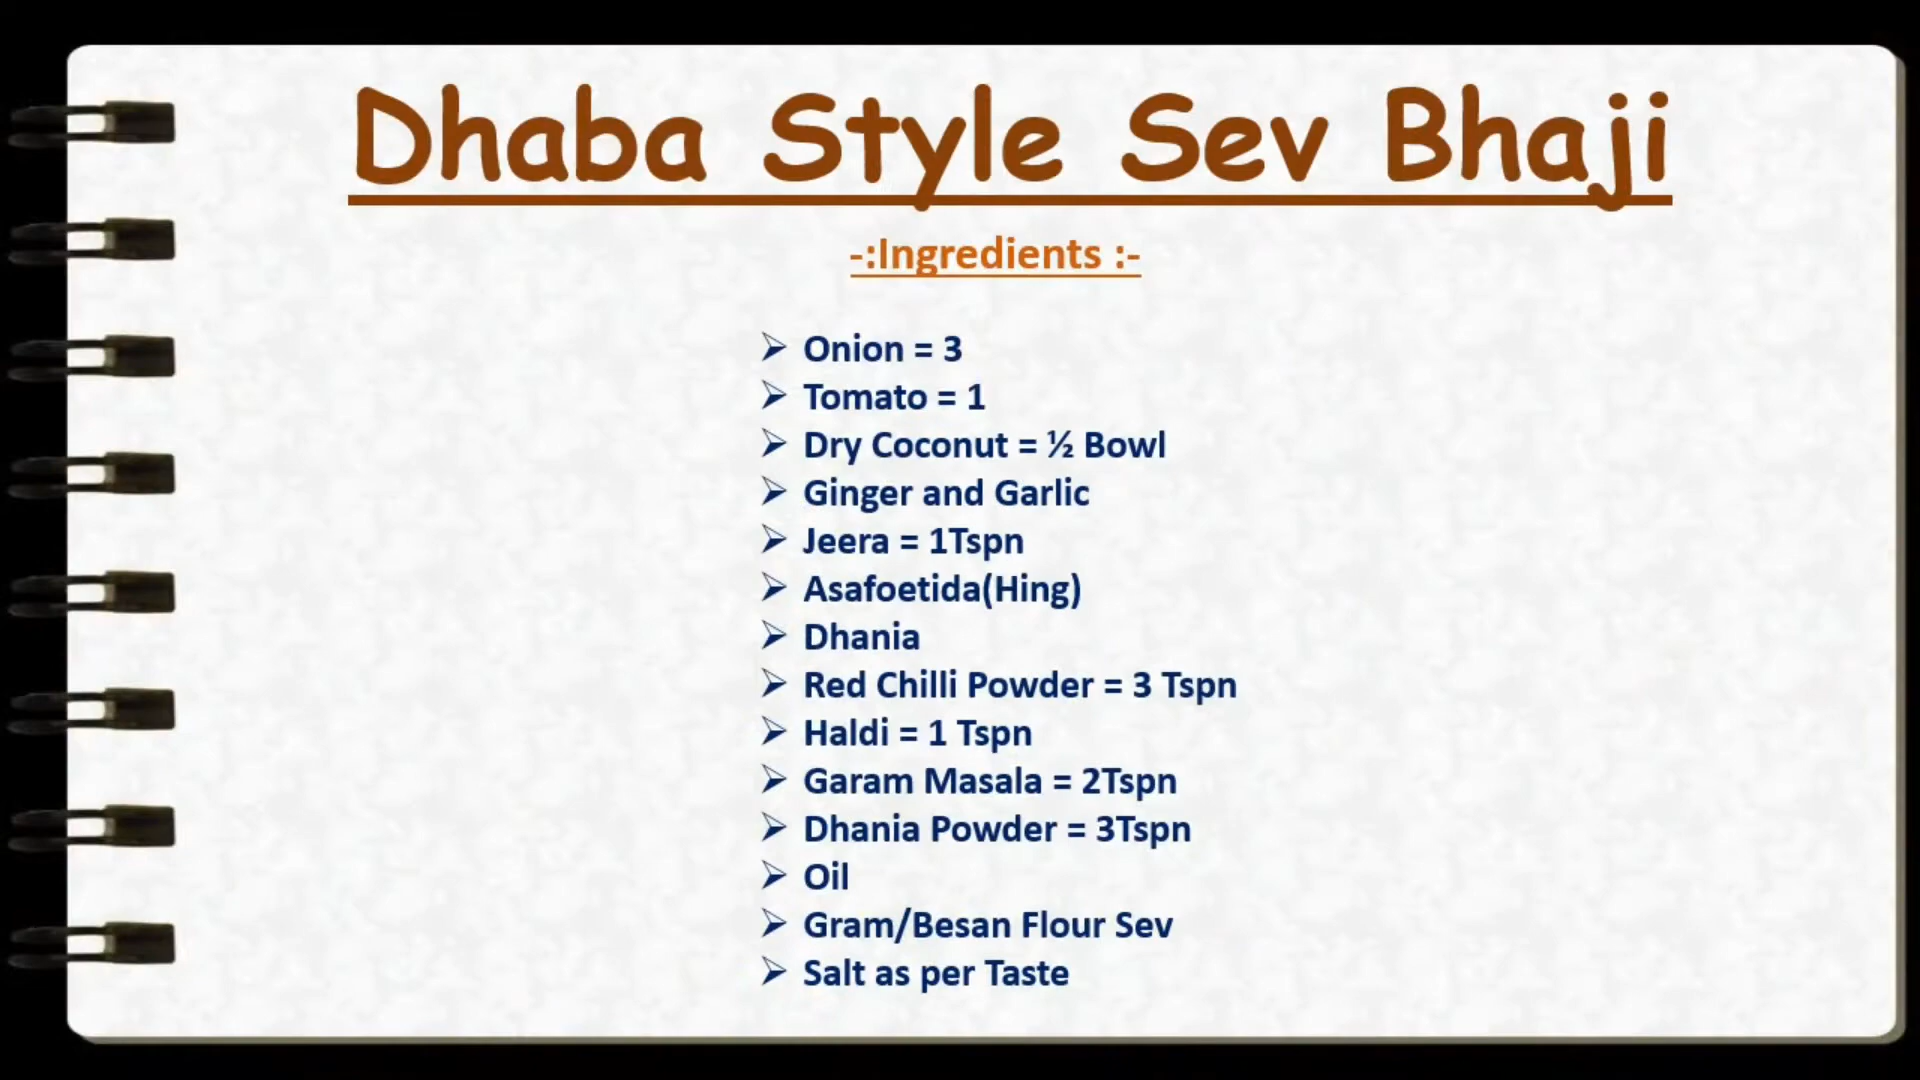 Dhaba Style Sev Bhaji
-:Ingredients :-
➢ Onion = 3
➢ Tomato = 1
➢ Dry Coconut = ½ Bowl
➢ Ginger and Garlic
➢ Jeera = 1Tspn
➢ Asafoetida(Hing)
➢ Dhania
➢ Red Chilli Powder = 3 Tspn
➢ Haldi = 1 Tspn
➢ Garam Masala = 2Tspn
➢ Dhania Powder = 3Tspn
➢ Oil
➢ Gram/Besan Flour Sev
➢ Salt as per Taste